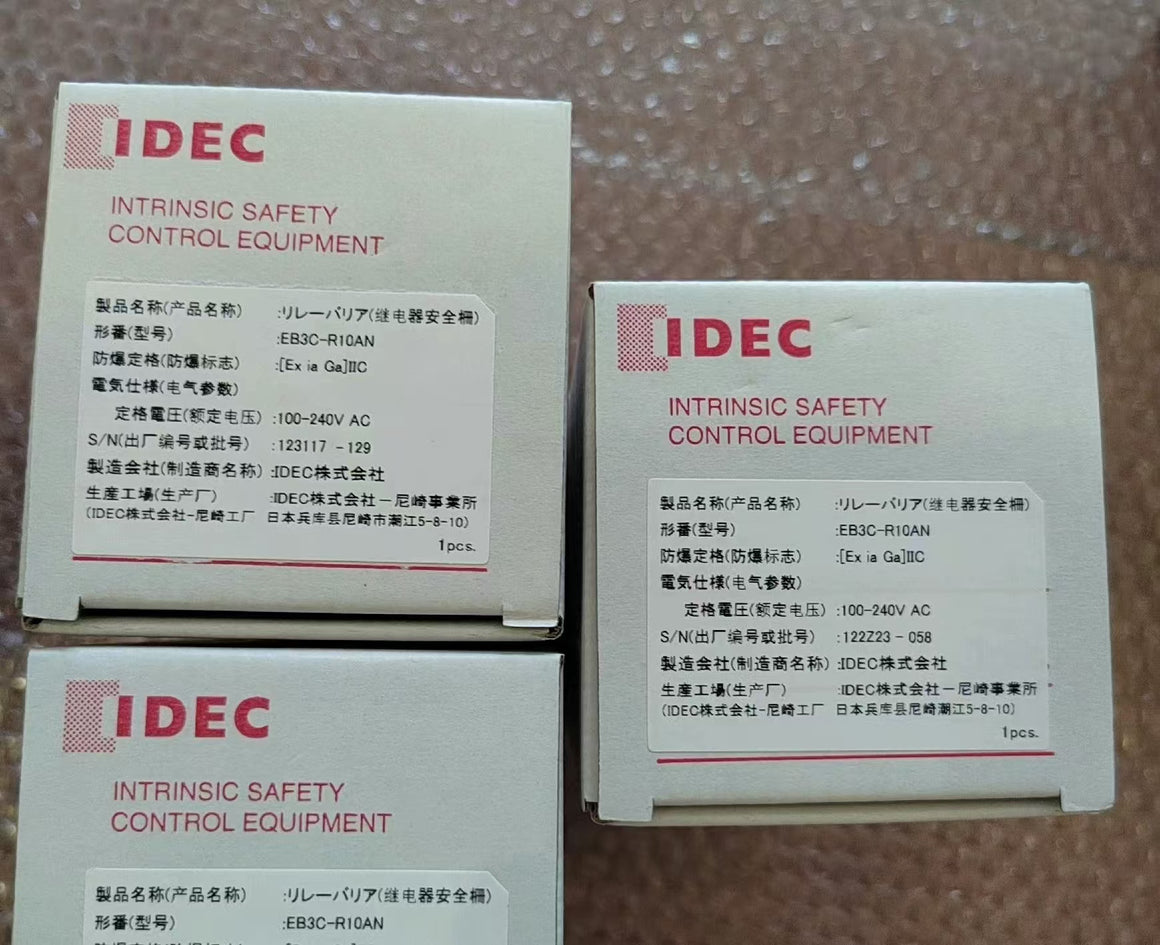 IDEC
INTRINSIC SAFETY
CONTROL EQUIPMENT
製品名称(产品名称) :リレーバリア(继电器安全栅)
形番(型号) :EB3C-R10AN
防爆定格(防爆标志) :[Ex ia Ga]IIC
電気仕様(电气参数)
定格電圧(额定电压) :100-240V AC
S/N(出厂编号或批号) :123117 -129
製造会社(制造商名称) :IDEC株式会社
生産工場(生产厂) :IDEC株式会社－尼崎事業所
(IDEC株式会社-尼崎工厂 日本兵库县尼崎市潮江5-8-10)
1pcs.
IDEC
INTRINSIC SAFETY
CONTROL EQUIPMENT
製品名称(产品名称) :リレーバリア(继电器安全栅)
形番(型号) :EB3C-R10AN
防爆定格(防爆标志) :[Ex ia Ga]IIC
電気仕様(电气参数)
定格電圧(额定电压) :100-240V AC
S/N(出厂编号或批号) :122Z23 - 058
製造会社(制造商名称) :IDEC株式会社
生産工場(生产厂) :IDEC株式会社－尼崎事業所
(IDEC株式会社-尼崎工厂 日本兵库县尼崎潮江5-8-10)
1pcs.
IDEC
INTRINSIC SAFETY
CONTROL EQUIPMENT
製品名称(产品名称) :リレーバリア(继电器安全栅)
形番(型号) :EB3C-R10AN